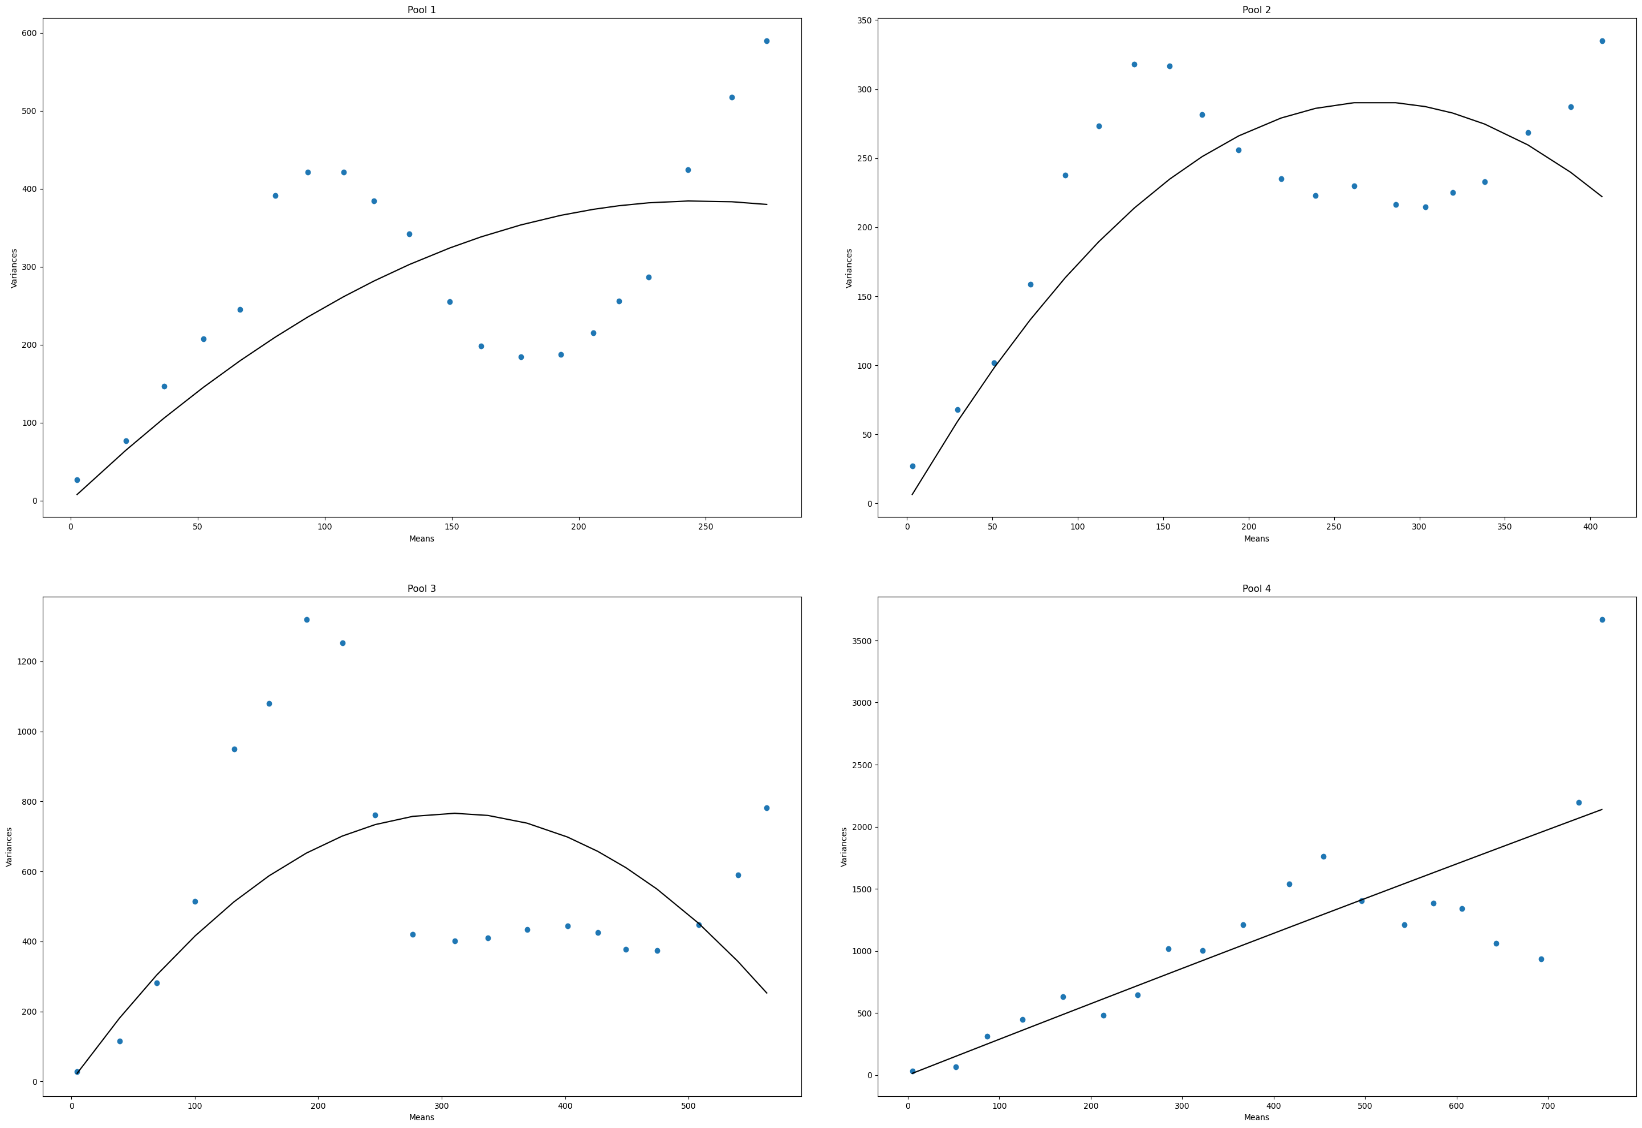 Pool 1
600
500
400
300
200
100
0
Variances
0 50 100 150 200 250
Means
Pool 2
350
300
250
200
150
100
50
0
Variances
0 50 100 150 200 250 300 350 400
Means
Pool 3
1200
1000
800
600
400
200
0
Variances
0 100 200 300 400 500
Means
Pool 4
3500
3000
2500
2000
1500
1000
500
0
Variances
0 100 200 300 400 500 600 700
Means